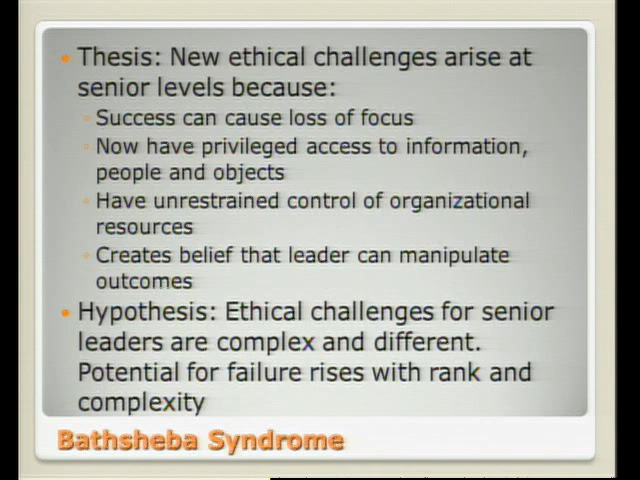 • Thesis: New ethical challenges arise at
senior levels because:
◦ Success can cause loss of focus
◦ Now have privileged access to information,
people and objects
◦ Have unrestrained control of organizational
resources
◦ Creates belief that leader can manipulate
outcomes
• Hypothesis: Ethical challenges for senior
leaders are complex and different.
Potential for failure rises with rank and
complexity
Bathsheba Syndrome